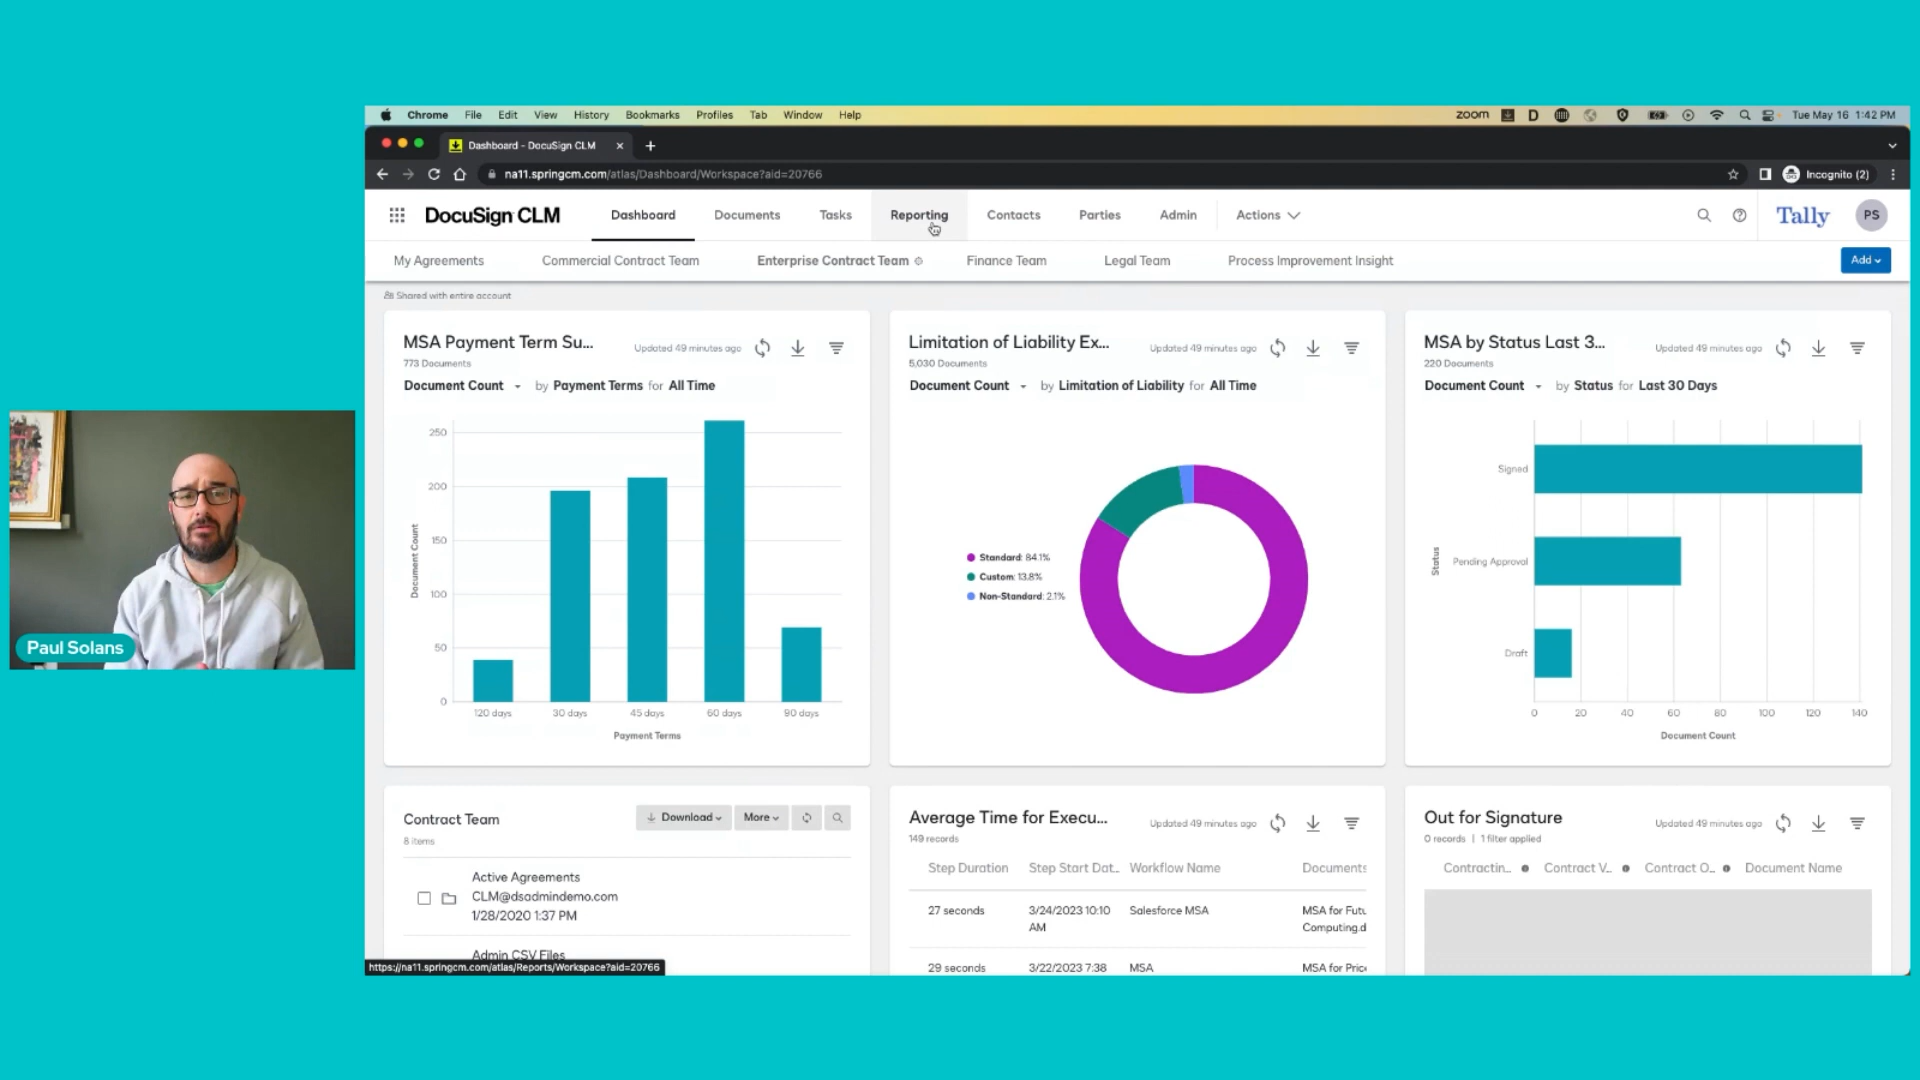 Chrome File Edit View History Bookmarks Profiles Tab Window Help
zoom D Tue May 16 1:42 PM
Dashboard - DocuSign CLM
na11.springcm.com/atlas/Dashboard/Workspace?aid=20766
Incognito (2)
DocuSign CLM Dashboard Documents Tasks Reporting Contacts Parties Admin Actions
Tally PS
My Agreements Commercial Contract Team Enterprise Contract Team Finance Team Legal Team Process Improvement Insight Add
Shared with entire account
MSA Payment Term Su...
Updated 49 minutes ago
773 Documents
Document Count by Payment Terms for All Time
250
200
150
100
50
0
Document Count
120 days 30 days 45 days 60 days 90 days
Payment Terms
Limitation of Liability Ex...
Updated 49 minutes ago
5,030 Documents
Document Count by Limitation of Liability for All Time
Standard: 84.1%
Custom: 13.8%
Non-Standard: 2.1%
MSA by Status Last 3...
Updated 49 minutes ago
220 Documents
Document Count by Status for Last 30 Days
Status
Signed
Pending Approval
Draft
0 20 40 60 80 100 120 140
Document Count
Paul Solans
Contract Team
Download More
8 items
Active Agreements
CLM@dsadmindemo.com
1/28/2020 1:37 PM
Admin CSV Files
Average Time for Execu...
Updated 49 minutes ago
149 records
Step Duration Step Start Dat... Workflow Name Documents
27 seconds 3/24/2023 10:10 AM Salesforce MSA MSA for Futu Computing.d
29 seconds 3/22/2023 7:38 MSA MSA for Pric
Out for Signature
Updated 49 minutes ago
0 records | 1 filter applied
Contractin... Contract V... Contract O... Document Name
https://na11.springcm.com/atlas/Reports/Workspace?aid=20766